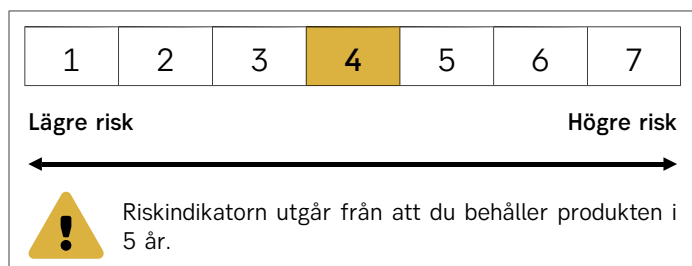 1 2 3 4 5 6 7
Lägre risk Högre risk
Riskindikatorn utgår från att du behåller produkten i
5 år.